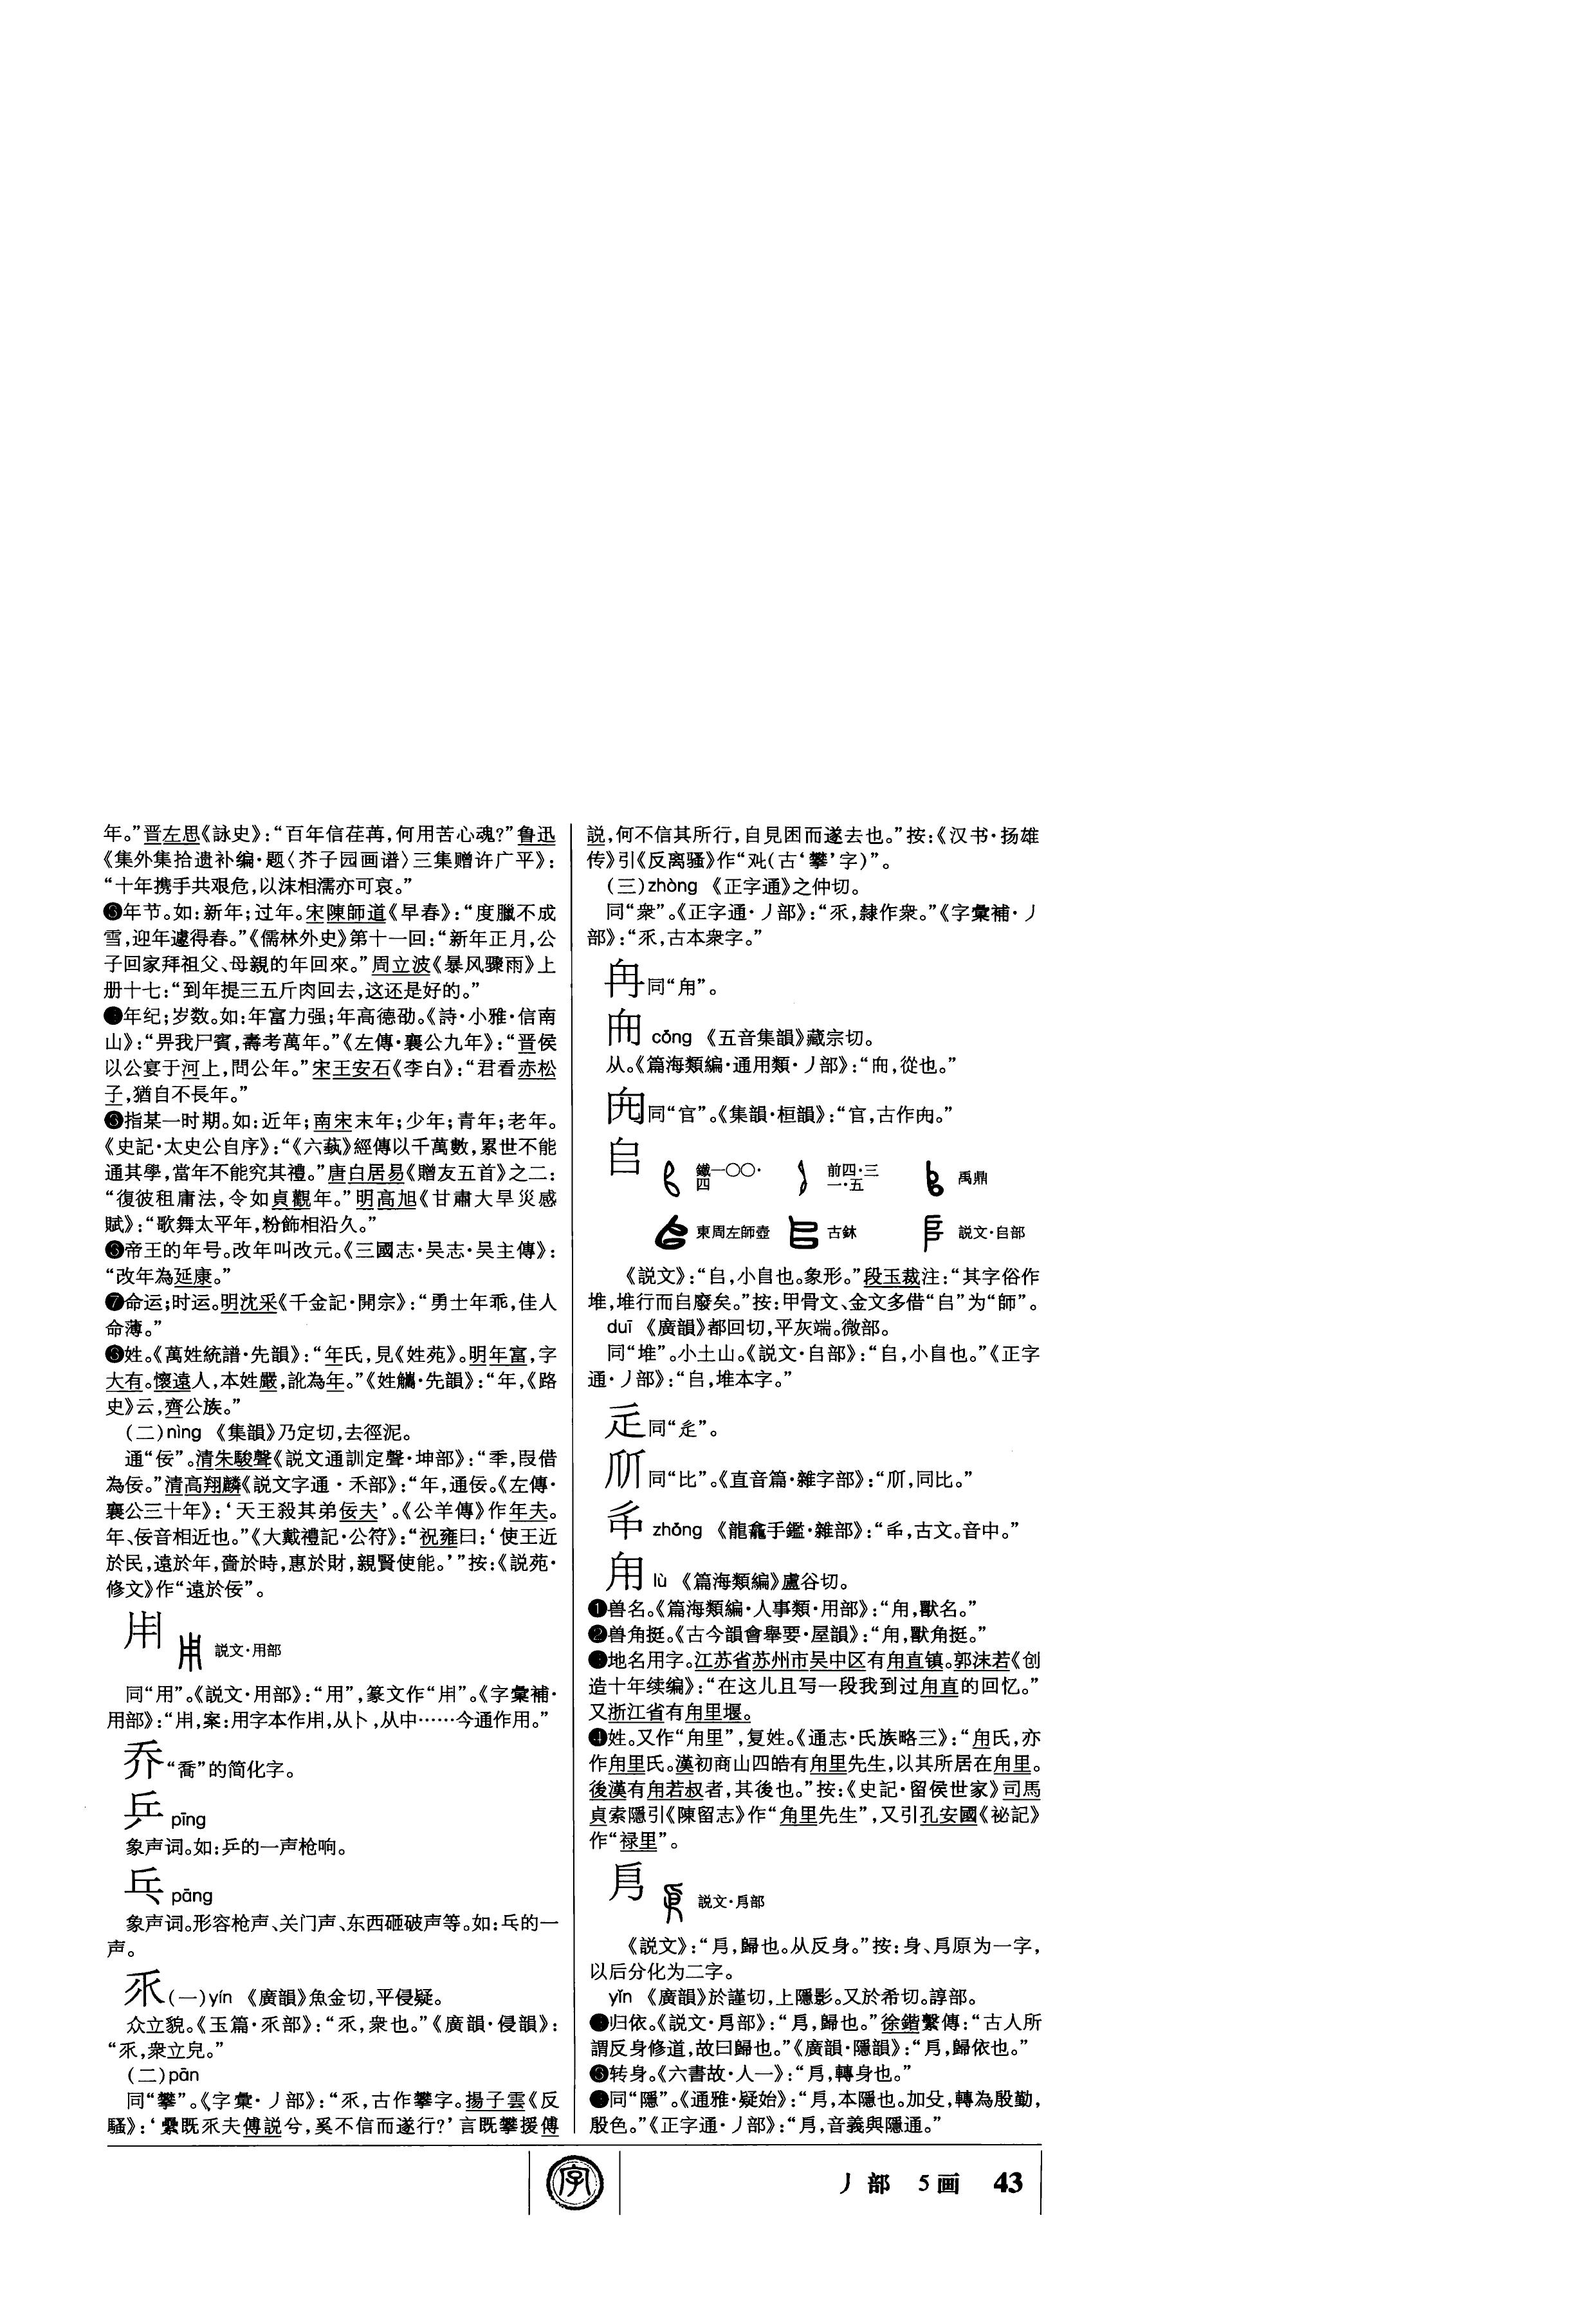 年。”晋左思《詠史》：“百年信荏苒，何用苦心魂？”鲁迅
《集外集拾遗补编·题〈芥子园画谱〉三集赠许广平》：
“十年携手共艰危，以沫相濡亦可哀。”
年节。如：新年；过年。宋陳師道《早春》：“度臘不成
雪，迎年遽得春。”《儒林外史》第十一回：“新年正月，公
子回家拜祖父、母親的年回來。”周立波《暴风骤雨》上
册十七：“到年提三五斤肉回去，这还是好的。”
年纪；岁数。如：年富力强；年高德劭。《詩·小雅·信南
山》：“畀我尸賓，壽考萬年。”《左傳·襄公九年》：“晋侯
以公宴于河上，問公年。”宋王安石《李白》：“君看赤松
子，猶自不長年。”
指某一时期。如：近年；南宋末年；少年；青年；老年。
《史記·太史公自序》：“《六蓺》經傳以千萬數，累世不能
通其學，當年不能究其禮。”唐白居易《贈友五首》之二：
“復彼租庸法，令如貞觀年。”明高旭《甘肅大旱災感
賦》：“歌舞太平年，粉飾相沿久。”
❻帝王的年号。改年叫改元。《三國志·吴志·吴主傳》：
“改年為延康。”
❼命运；时运。明沈采《千金記·開宗》：“勇士年乖，佳人
命薄。”
姓。《萬姓統譜·先韻》：“年氏，見《姓苑》。明年富，字
大有。懷遠人，本姓嚴，訛為年。”《姓觿·先韻》：“年，《路
史》云，齊公族。”
（二）nìng 《集韻》乃定切，去徑泥。
通“佞”。清朱駿聲《説文通訓定聲·坤部》：“秊，叚借
為佞。”清高翔麟《説文字通·禾部》：“年，通佞。《左傳·
襄公三十年》：‘天王殺其弟佞夫’。《公羊傳》作年夫。
年、佞音相近也。”《大戴禮記·公符》：“祝雍曰：‘使王近
於民，遠於年，嗇於時，惠於財，親賢使能。’”按：《説苑·
修文》作“遠於佞”。
説文·用部
同“用”。《説文·用部》：“用”，篆文作“𤰃”。《字彙補·
用部》：“𤰃，案：用字本作𤰃，从卜，从中……今通作用。”
乔“喬”的简化字。
乒 pīng
象声词。如：乒的一声枪响。
乓 pāng
象声词。形容枪声、关门声、东西砸破声等。如：乓的一
声。
乑（一）yín 《廣韻》魚金切，平侵疑。
众立貌。《玉篇·乑部》：“乑，衆也。”《廣韻·侵韻》：
“乑，衆立皃。”
（二）pān
同“攀”。《字彙·丿部》：“乑，古作攀字。揚子雲《反
騷》：‘纍既乑夫傅説兮，奚不信而遂行？’言既攀援傅
説，何不信其所行，自見困而遂去也。”按：《汉书·扬雄
传》引《反离骚》作“𠬜（古‘攀’字）”。
（三）zhòng 《正字通》之仲切。
同“衆”。《正字通·丿部》：“乑，隸作衆。”《字彙補·丿
部》：“乑，古本衆字。”
同“甪”。
cǒng 《五音集韻》藏宗切。
从。《篇海類編·通用類·丿部》：“，從也。”
同“官”。《集韻·桓韻》：“官，古作。”
𠂤
鐵一〇〇·四 前四·三一·五 禹鼎
東周左師壺 古鉥 説文·𠂤部
《説文》：“𠂤，小𨸏也。象形。”段玉裁注：“其字俗作
堆，堆行而𠂤廢矣。”按：甲骨文、金文多借“𠂤”为“師”。
duī 《廣韻》都回切，平灰端。微部。
同“堆”。小土山。《説文·𠂤部》：“𠂤，小𨸏也。”《正字
通·丿部》：“𠂤，堆本字。”
同“”。
同“比”。《直音篇·雜字部》：“，同比。”
zhǒng 《龍龕手鑑·雜部》：“，古文。音中。”
甪 lù 《篇海類編》盧谷切。
❶兽名。《篇海類編·人事類·用部》：“甪，獸名。”
❷兽角挺。《古今韻會舉要·屋韻》：“甪，獸角挺。”
地名用字。江苏省苏州市吴中区有甪直镇。郭沫若《创
造十年续编》：“在这儿且写一段我到过甪直的回忆。”
又浙江省有甪里堰。
❹姓。又作“甪里”，复姓。《通志·氏族略三》：“甪氏，亦
作甪里氏。漢初商山四皓有甪里先生，以其所居在甪里。
後漢有甪若叔者，其後也。”按：《史記·留侯世家》司馬
貞索隱引《陳留志》作“角里先生”，又引孔安國《祕記》
作“禄里”。
㐆 説文·㐆部
《説文》：“㐆，歸也。从反身。”按：身、㐆原为一字，
以后分化为二字。
yǐn 《廣韻》於謹切，上隱影。又於希切。諄部。
归依。《説文·㐆部》：“㐆，歸也。”徐鍇繫傳：“古人所
謂反身修道，故曰歸也。”《廣韻·隱韻》：“㐆，歸依也。”
转身。《六書故·人一》：“㐆，轉身也。”
同“隱”。《通雅·疑始》：“㐆，本隱也。加殳，轉為殷勤，
殷色。”《正字通·丿部》：“㐆，音義與隱通。”
字
丿部 5画 43